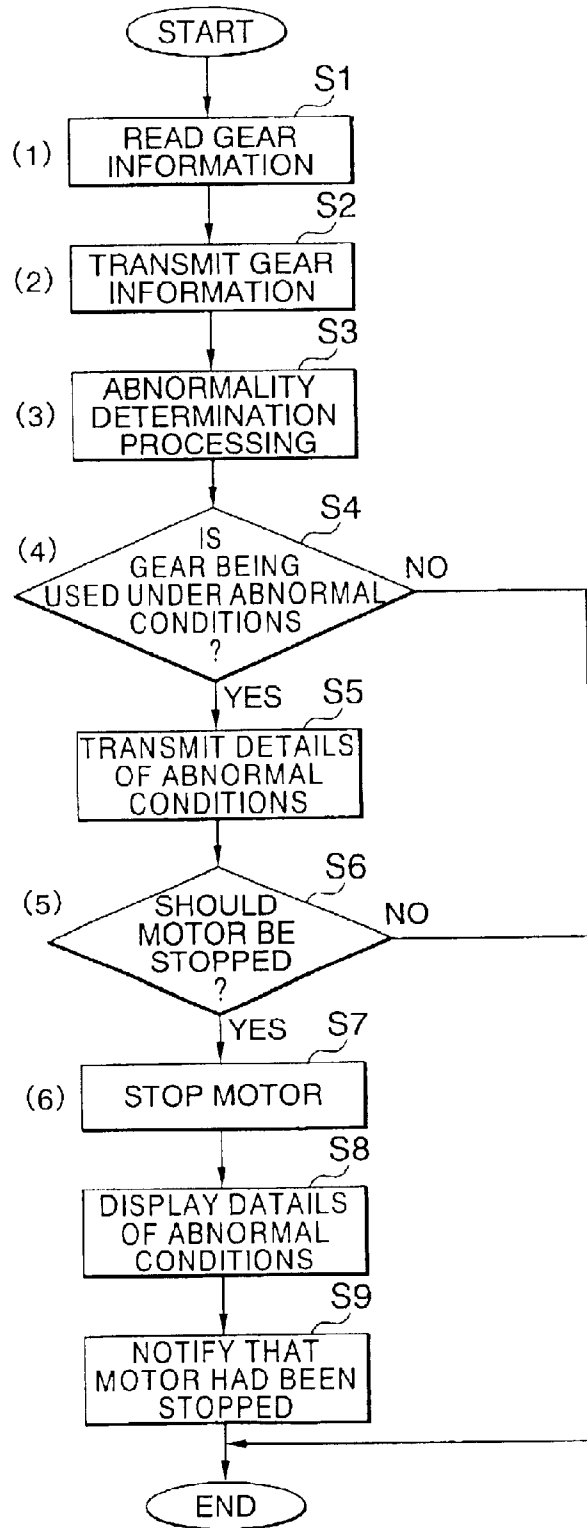 START
S1
(1)
READ GEAR
INFORMATION
S2
(2)
TRANSMIT GEAR
INFORMATION
S3
(3)
ABNORMALITY
DETERMINATION
PROCESSING
S4
(4)
IS
GEAR BEING
USED UNDER ABNORMAL
CONDITIONS
?
NO
YES
S5
TRANSMIT DETAILS
OF ABNORMAL
CONDITIONS
S6
(5)
SHOULD
MOTOR BE
STOPPED
?
NO
YES
S7
(6)
STOP MOTOR
S8
DISPLAY DATAILS
OF ABNORMAL
CONDITIONS
S9
NOTIFY THAT
MOTOR HAD BEEN
STOPPED
END